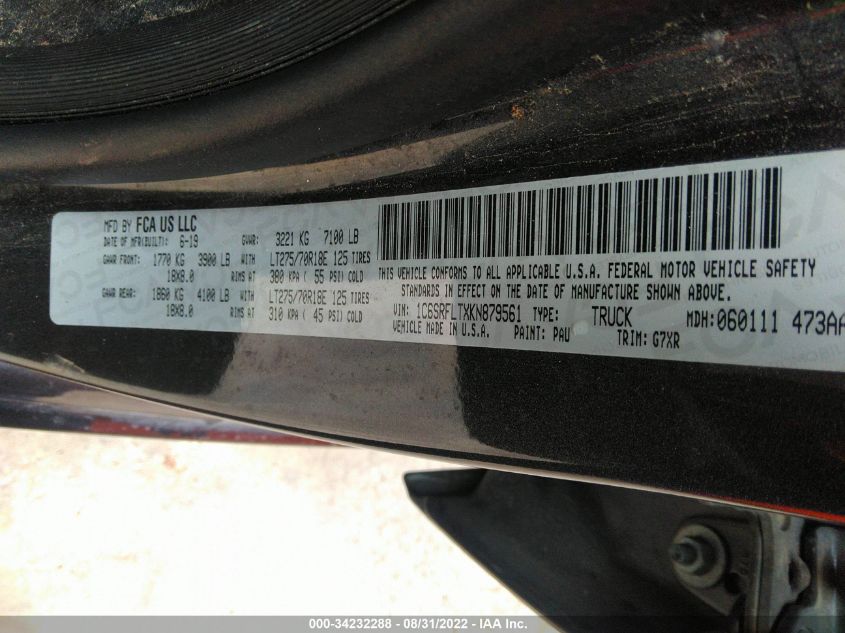 MFD BY FCA US LLC
DATE OF MFR(BUILT): 6-19 GVWR: 3221 KG 7100 LB
GAWR FRONT: 1770 KG 3900 LB WITH LT275/70R18E 125 TIRES
18X8.0 RIMS AT 380 KPA ( 55 PSI) COLD
GAWR REAR: 1860 KG 4100 LB WITH LT275/70R18E 125 TIRES
18X8.0 RIMS AT 310 KPA ( 45 PSI) COLD
THIS VEHICLE CONFORMS TO ALL APPLICABLE U.S.A. FEDERAL MOTOR VEHICLE SAFETY
STANDARDS IN EFFECT ON THE DATE OF MANUFACTURE SHOWN ABOVE.
VIN: 1C6SRFLTXKN879561 TYPE: TRUCK MDH:060111 473AA
VEHICLE MADE IN U.S.A. PAINT: PAU TRIM: G7XR
000-34232288 - 08/31/2022 - IAA Inc.